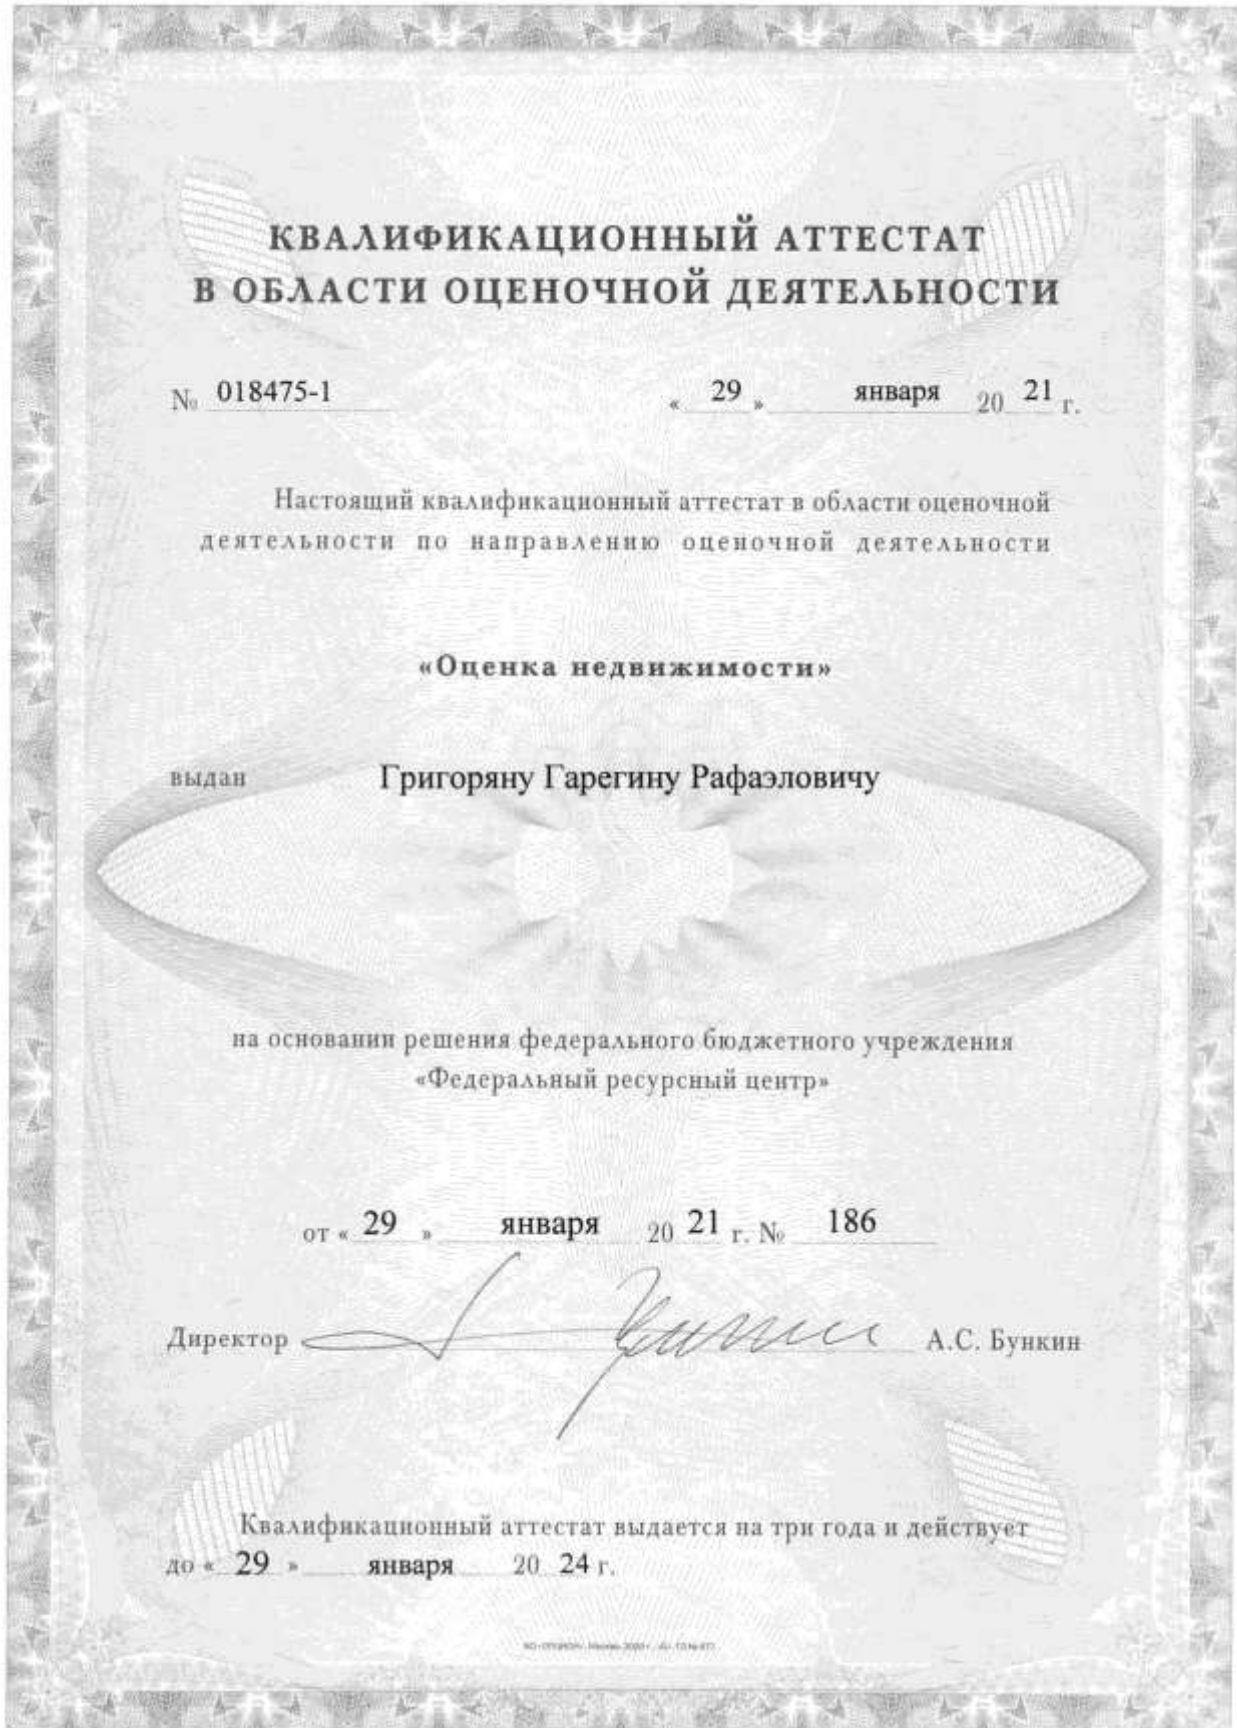 КВАЛИФИКАЦИОННЫЙ АТТЕСТАТ
В ОБЛАСТИ ОЦЕНОЧНОЙ ДЕЯТЕЛЬНОСТИ
№ 018475-1 « 29 » января 20 21 г.
Настоящий квалификационный аттестат в области оценочной
деятельности по направлению оценочной деятельности
«Оценка недвижимости»
выдан Григоряну Гарегину Рафаэловичу
на основании решения федерального бюджетного учреждения
«Федеральный ресурсный центр»
от « 29 » января 20 21 г. № 186
Директор А.С. Бункин
Квалификационный аттестат выдается на три года и действует
до « 29 » января 20 24 г.